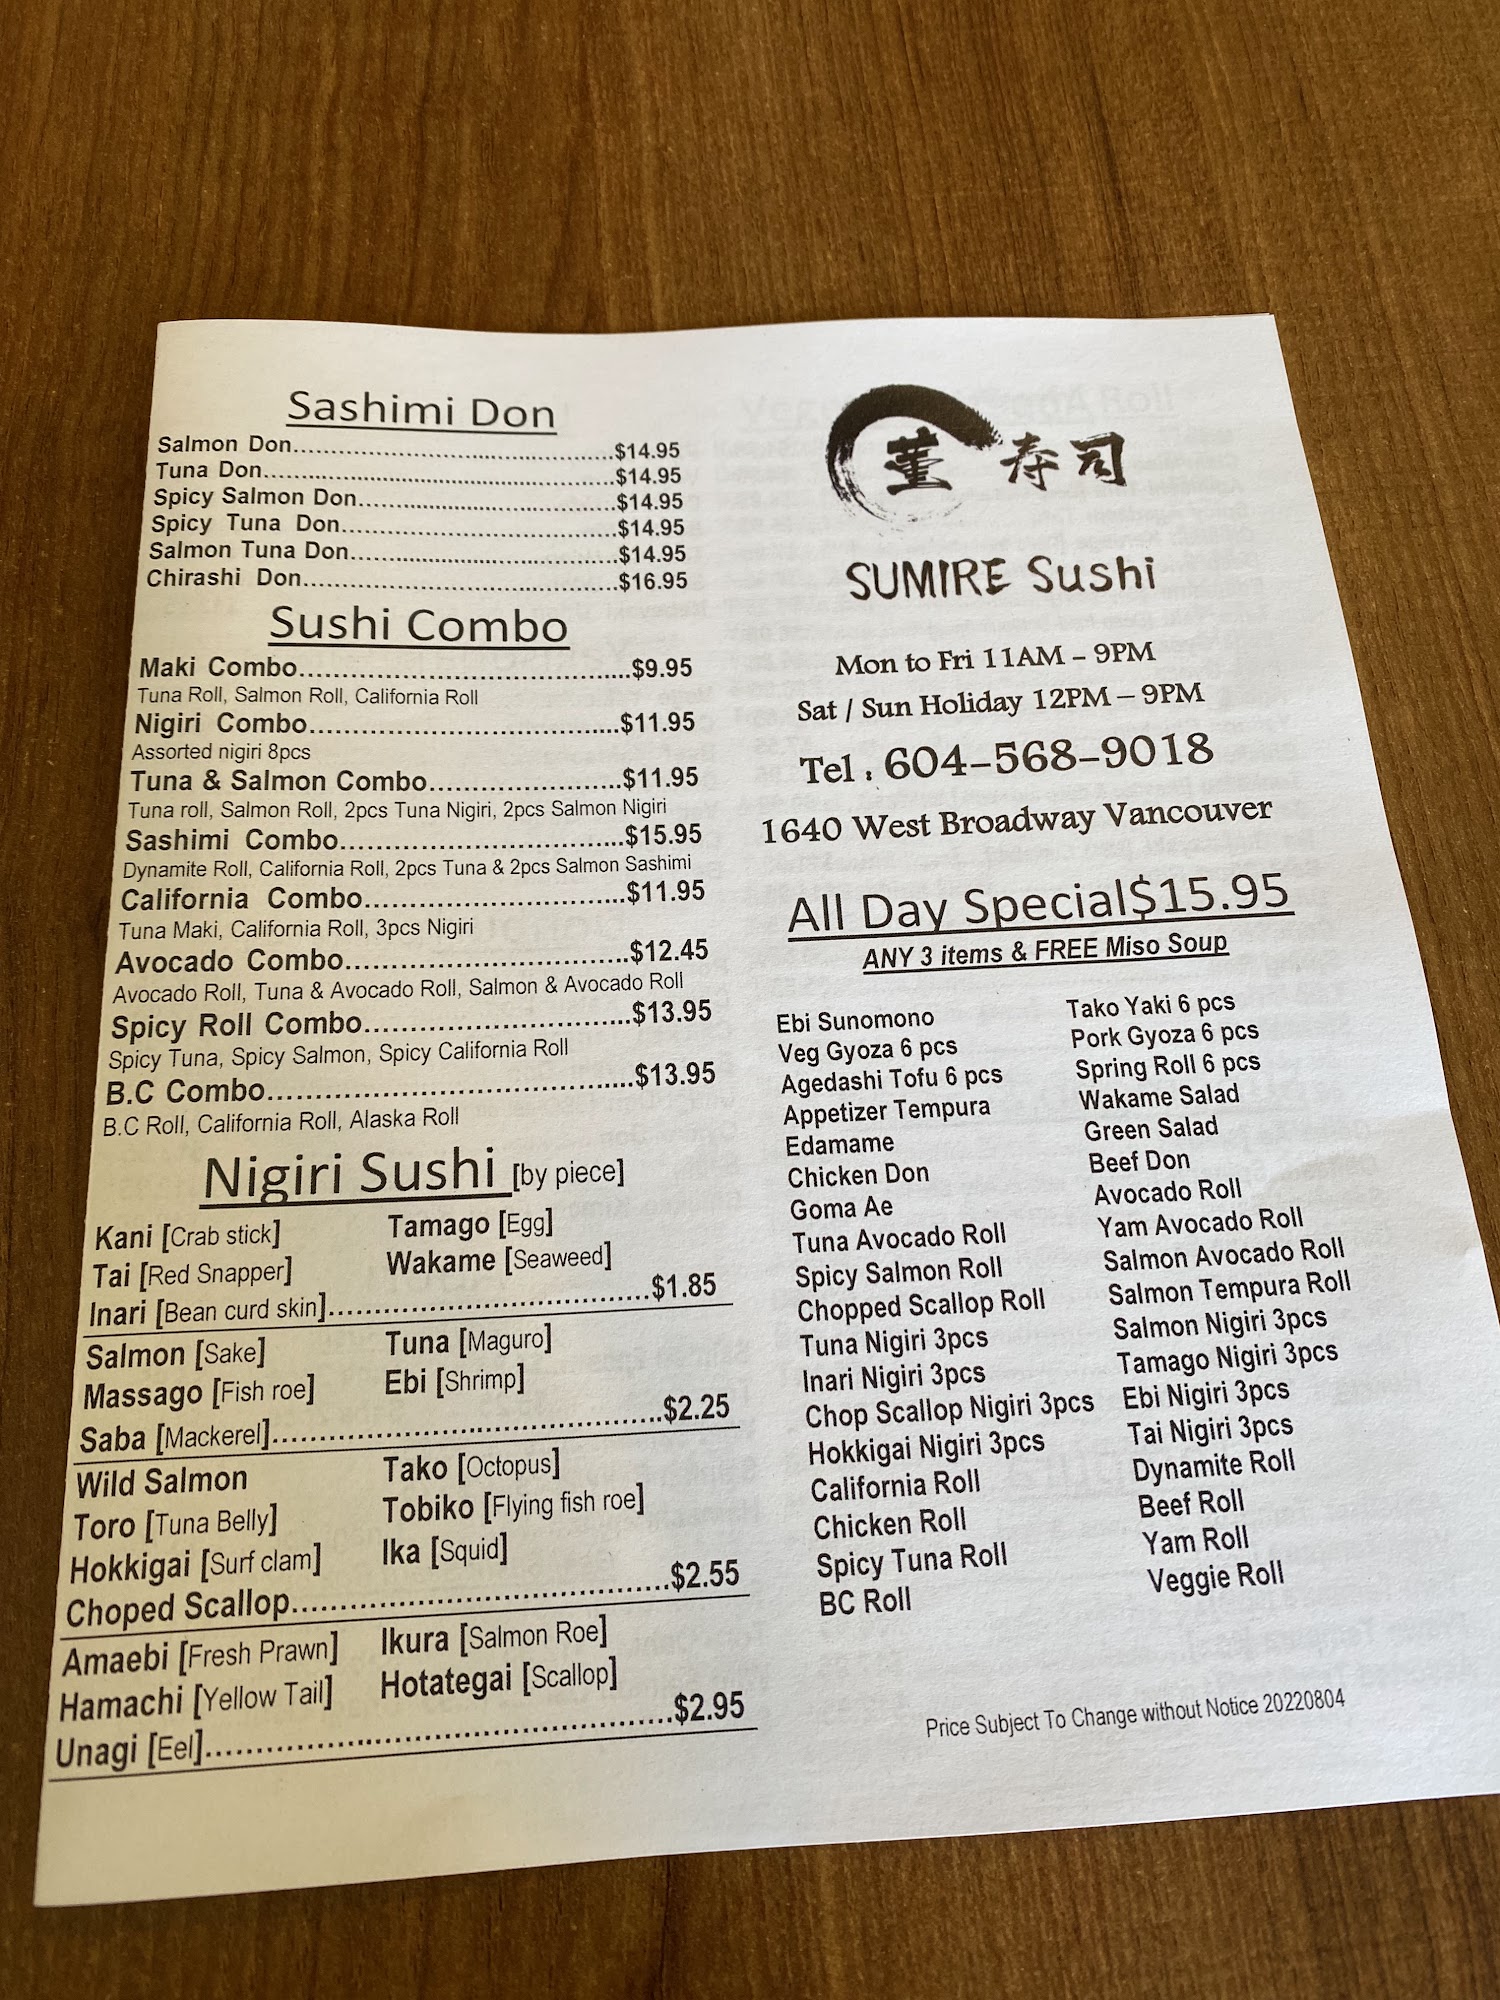 Sashimi Don
Salmon Don..........................................$14.95
Tuna Don..........................................$14.95
Spicy Salmon Don..........................................$14.95
Spicy Tuna Don..........................................$14.95
Salmon Tuna Don..........................................$14.95
Chirashi Don..........................................$16.95
Sushi Combo
Maki Combo..........................................$9.95
Tuna Roll, Salmon Roll, California Roll
Nigiri Combo..........................................$11.95
Assorted nigiri 8pcs
Tuna & Salmon Combo..........................$11.95
Tuna roll, Salmon Roll, 2pcs Tuna Nigiri, 2pcs Salmon Nigiri
Sashimi Combo..................................$15.95
Dynamite Roll, California Roll, 2pcs Tuna & 2pcs Salmon Sashimi
California Combo..............................$11.95
Tuna Maki, California Roll, 3pcs Nigiri
Avocado Combo..................................$12.45
Avocado Roll, Tuna & Avocado Roll, Salmon & Avocado Roll
Spicy Roll Combo..............................$13.95
Spicy Tuna, Spicy Salmon, Spicy California Roll
B.C Combo..........................................$13.95
B.C Roll, California Roll, Alaska Roll
Nigiri Sushi [by piece]
Kani [Crab stick] Tamago [Egg]
Tai [Red Snapper] Wakame [Seaweed]
Inari [Bean curd skin]..................................$1.85
Salmon [Sake] Tuna [Maguro]
Massago [Fish roe] Ebi [Shrimp]
Saba [Mackerel]..........................................$2.25
Wild Salmon Tako [Octopus]
Toro [Tuna Belly] Tobiko [Flying fish roe]
Hokkigai [Surf clam] Ika [Squid]
Choped Scallop..........................................$2.55
Amaebi [Fresh Prawn] Ikura [Salmon Roe]
Hamachi [Yellow Tail] Hotategai [Scallop]
Unagi [Eel]..........................................$2.95
董 寿司
SUMIRE Sushi
Mon to Fri 11AM – 9PM
Sat / Sun Holiday 12PM – 9PM
Tel . 604-568-9018
1640 West Broadway Vancouver
All Day Special$15.95
ANY 3 items & FREE Miso Soup
Ebi Sunomono Tako Yaki 6 pcs
Veg Gyoza 6 pcs Pork Gyoza 6 pcs
Agedashi Tofu 6 pcs Spring Roll 6 pcs
Appetizer Tempura Wakame Salad
Edamame Green Salad
Chicken Don Beef Don
Goma Ae Avocado Roll
Tuna Avocado Roll Yam Avocado Roll
Spicy Salmon Roll Salmon Avocado Roll
Chopped Scallop Roll Salmon Tempura Roll
Tuna Nigiri 3pcs Salmon Nigiri 3pcs
Inari Nigiri 3pcs Tamago Nigiri 3pcs
Chop Scallop Nigiri 3pcs Ebi Nigiri 3pcs
Hokkigai Nigiri 3pcs Tai Nigiri 3pcs
California Roll Dynamite Roll
Chicken Roll Beef Roll
Spicy Tuna Roll Yam Roll
BC Roll Veggie Roll
Price Subject To Change without Notice 20220804